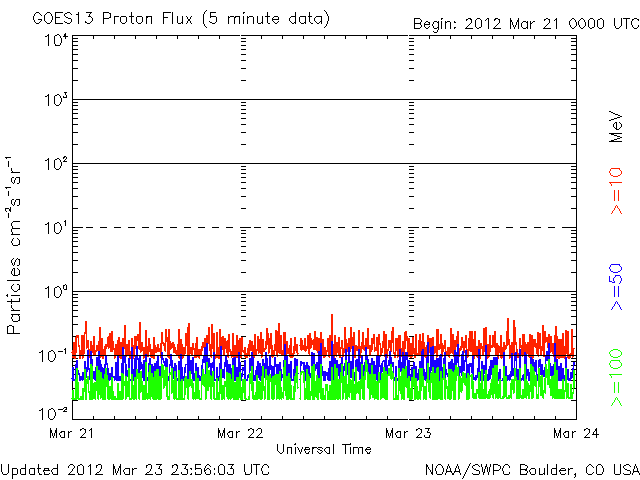 GOES13 Proton Flux (5 minute data)
Begin: 2012 Mar 21 0000 UTC
10⁴
10³
10²
10¹
10⁰
10⁻¹
10⁻²
Particles cm⁻²s⁻¹sr⁻¹
MeV
>=10
>=50
>=100
Mar 21
Mar 22
Mar 23
Mar 24
Universal Time
Updated 2012 Mar 23 23:56:03 UTC
NOAA/SWPC Boulder, CO USA